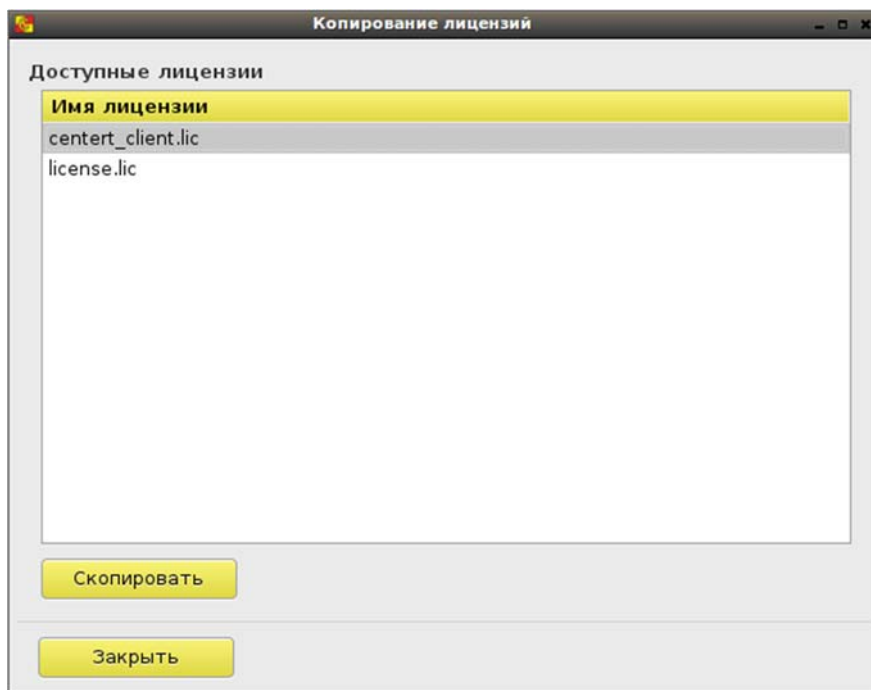 Копирование лицензий
Доступные лицензии
Имя лицензии
centert_client.lic
license.lic
Скопировать
Закрыть